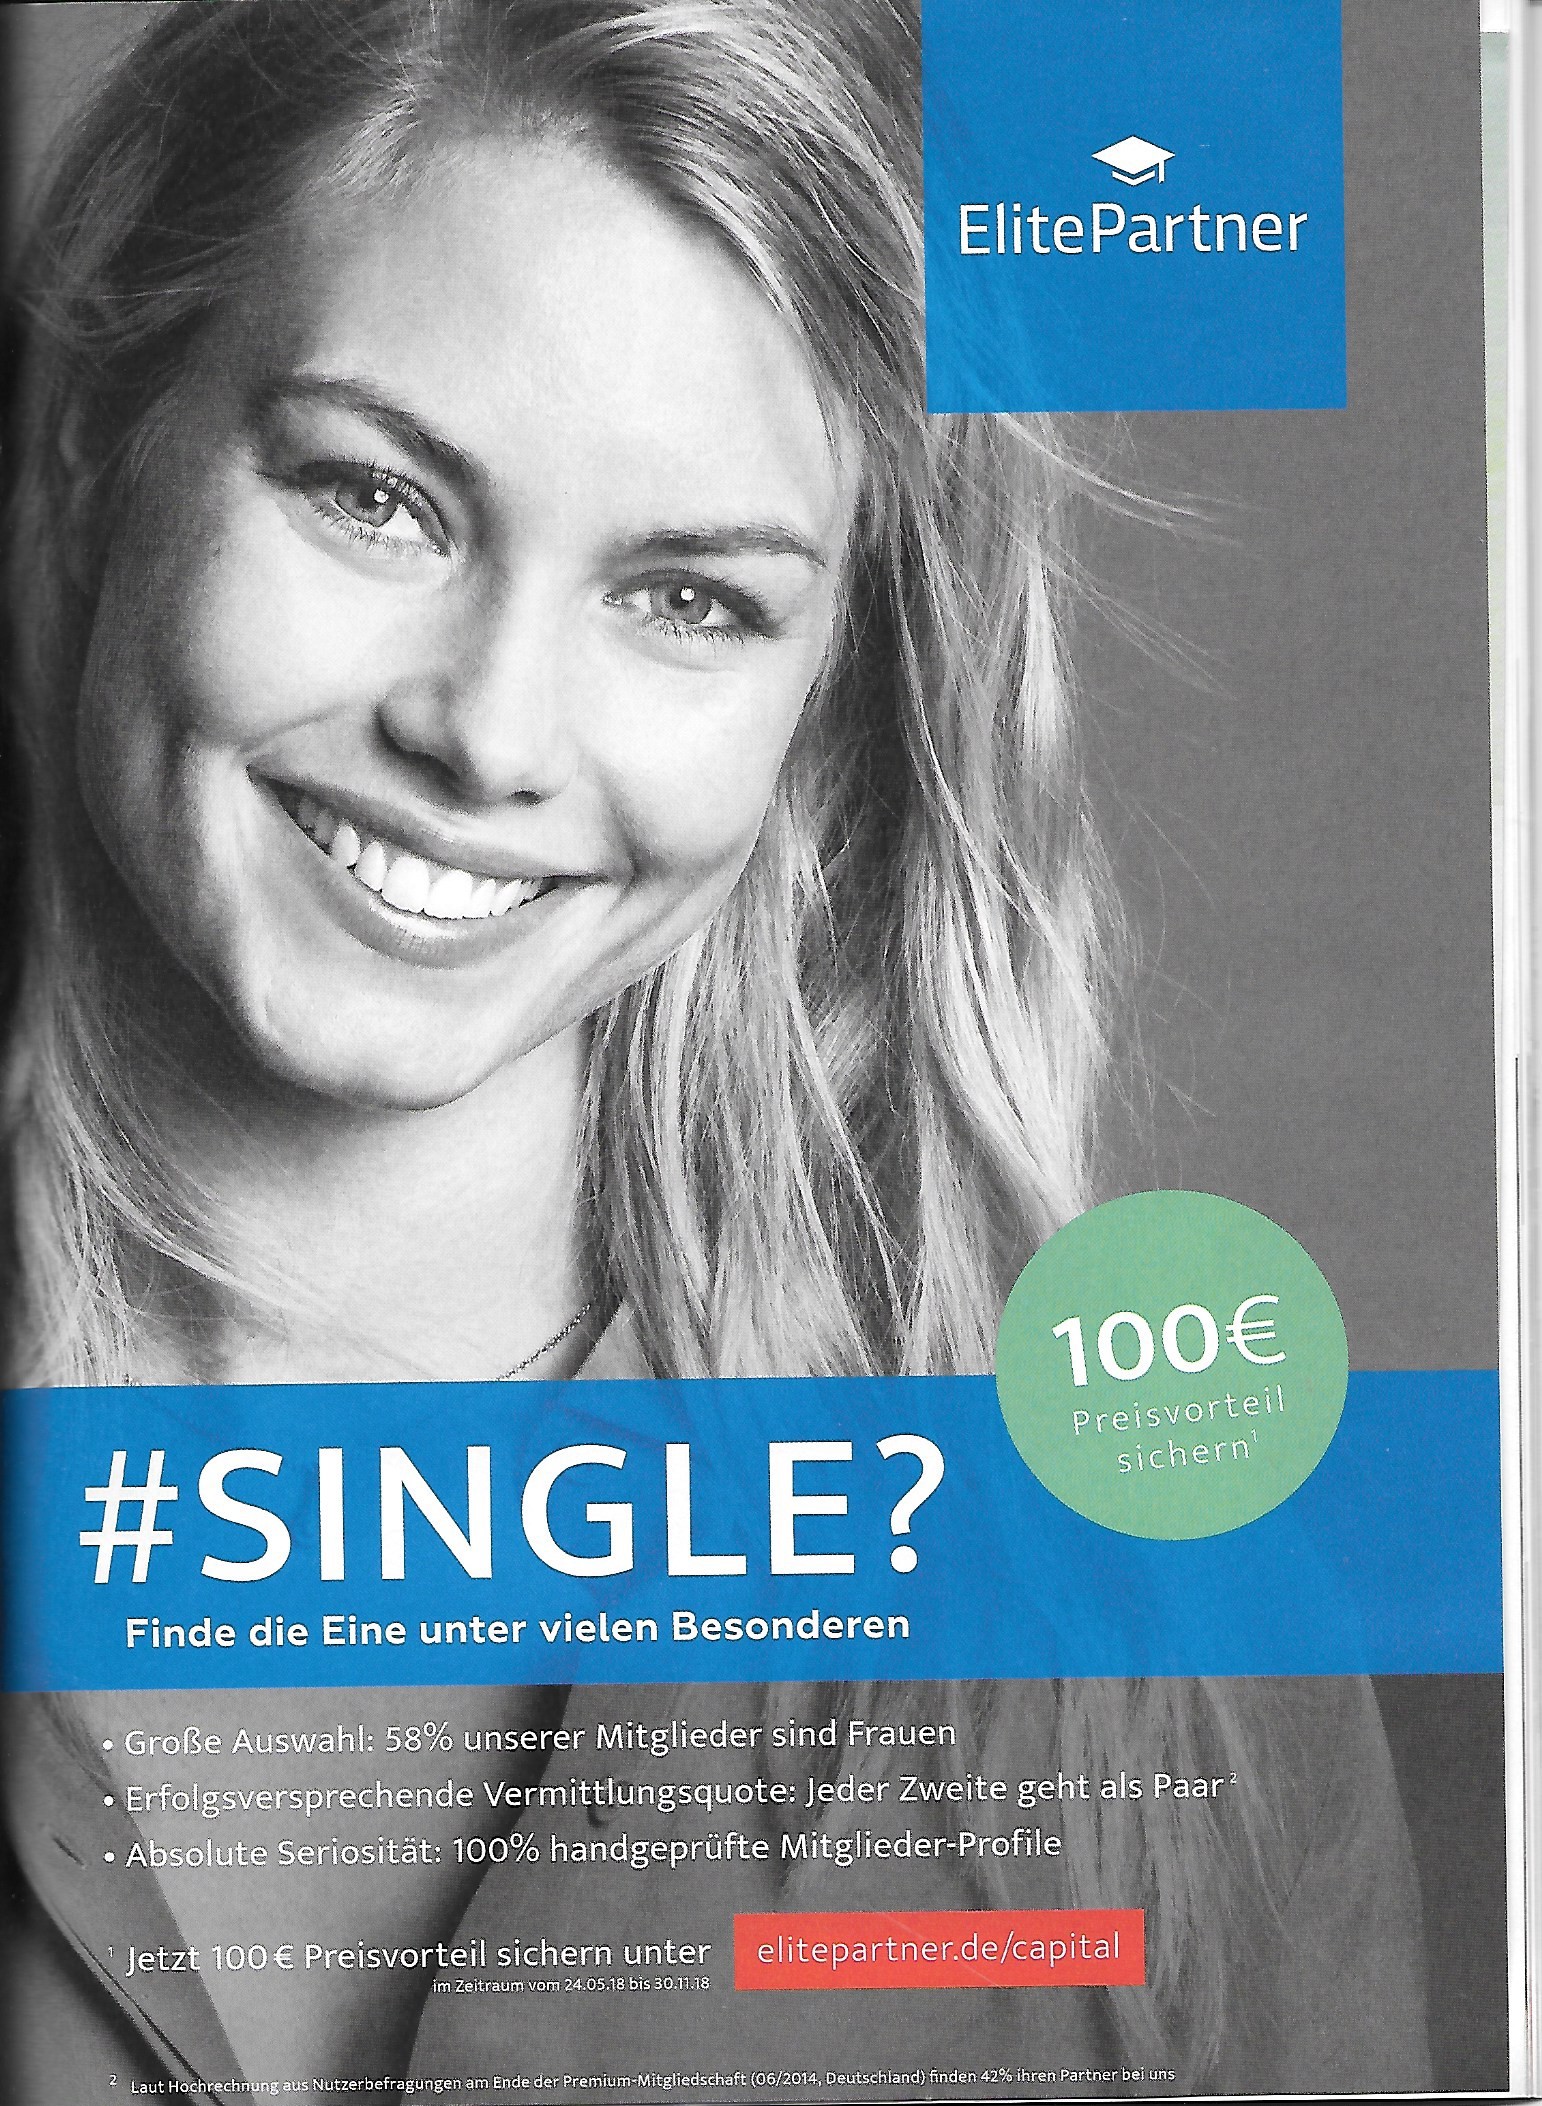 ElitePartner
100€
Preisvorteil
sichern¹
#SINGLE?
Finde die Eine unter vielen Besonderen
• Große Auswahl: 58% unserer Mitglieder sind Frauen
• Erfolgsversprechende Vermittlungsquote: Jeder Zweite geht als Paar²
• Absolute Seriosität: 100% handgeprüfte Mitglieder-Profile
¹ Jetzt 100€ Preisvorteil sichern unter elitepartner.de/capital
im Zeitraum vom 24.05.18 bis 30.11.18
² Laut Hochrechnung aus Nutzerbefragungen am Ende der Premium-Mitgliedschaft (06/2014, Deutschland) finden 42% ihren Partner bei uns